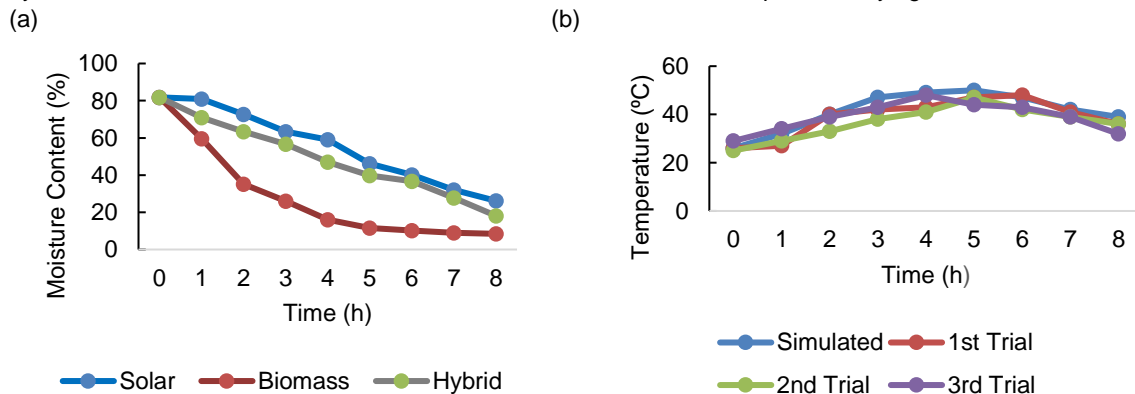 (a)
(b)
100
80
60
40
20
0
Moisture Content (%)
0 1 2 3 4 5 6 7 8
Time (h)
Solar Biomass Hybrid
60
40
20
0
Temperature (ºC)
0 1 2 3 4 5 6 7 8
Time (h)
Simulated 1st Trial
2nd Trial 3rd Trial